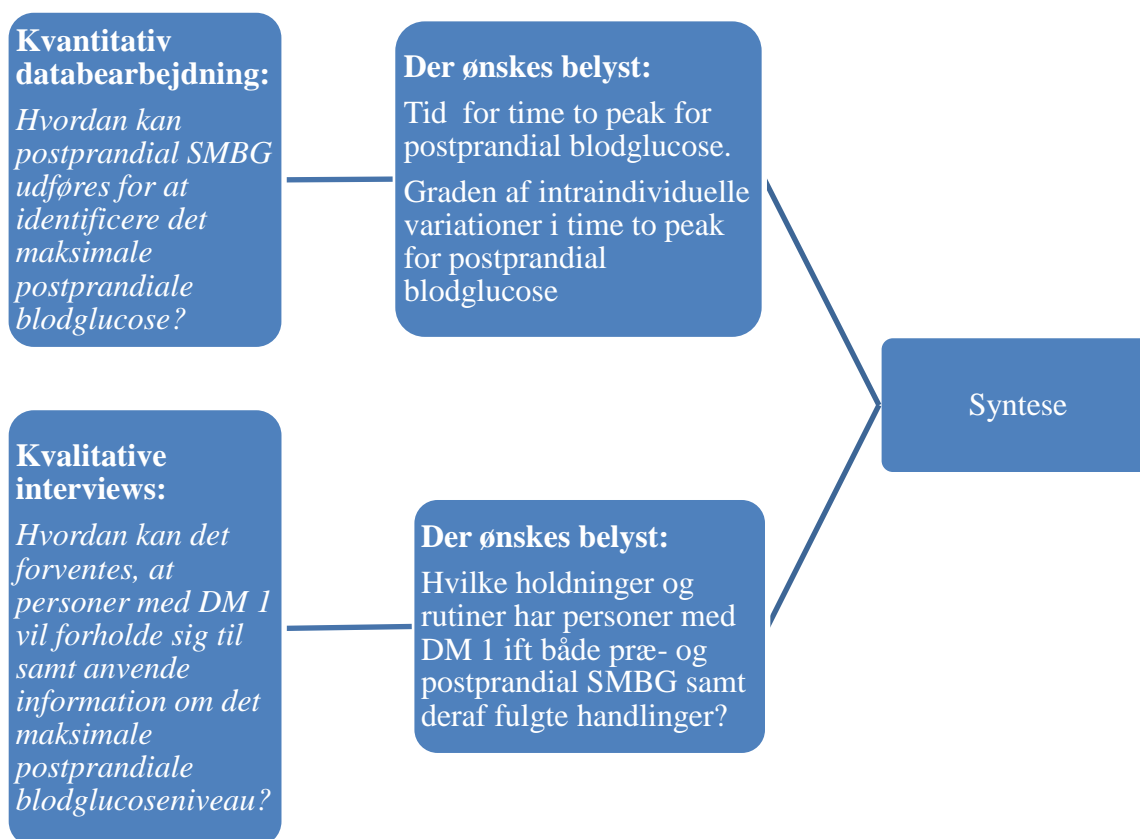 Kvantitativ
databearbejdning:
Hvordan kan
postprandial SMBG
udføres for at
identificere det
maksimale
postprandiale
blodglucose?
Der ønskes belyst:
Tid for time to peak for
postprandial blodglucose.
Graden af intraindividuelle
variationer i time to peak
for postprandial
blodglucose
Kvalitative
interviews:
Hvordan kan det
forventes, at
personer med DM 1
vil forholde sig til
samt anvende
information om det
maksimale
postprandiale
blodglucoseniveau?
Der ønskes belyst:
Hvilke holdninger og
rutiner har personer med
DM 1 ift både præ- og
postprandial SMBG samt
deraf fulgte handlinger?
Syntese